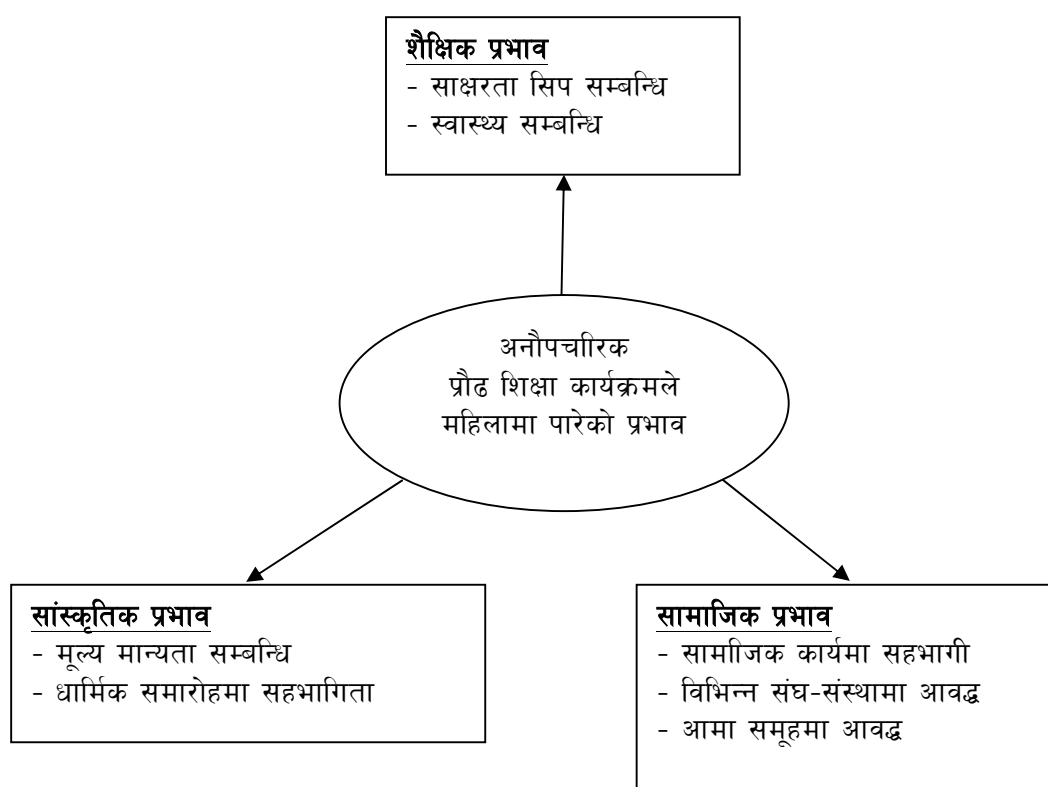 शैक्षिक प्रभाव
- साक्षरता सिप सम्बन्धि
- स्वास्थ्य सम्बन्धि
अनौपचाारिक
प्रौढ शिक्षा कार्यक्रमले
महिलामा पारेको प्रभाव
सांस्कृतिक प्रभाव
- मूल्य मान्यता सम्बन्धि
- धार्मिक समारोहमा सहभागिता
सामाजिक प्रभाव
- सामााजिक कार्यमा सहभागी
- विभिन्न संघ-संस्थामा आवद्ध
- आमा समूहमा आवद्ध